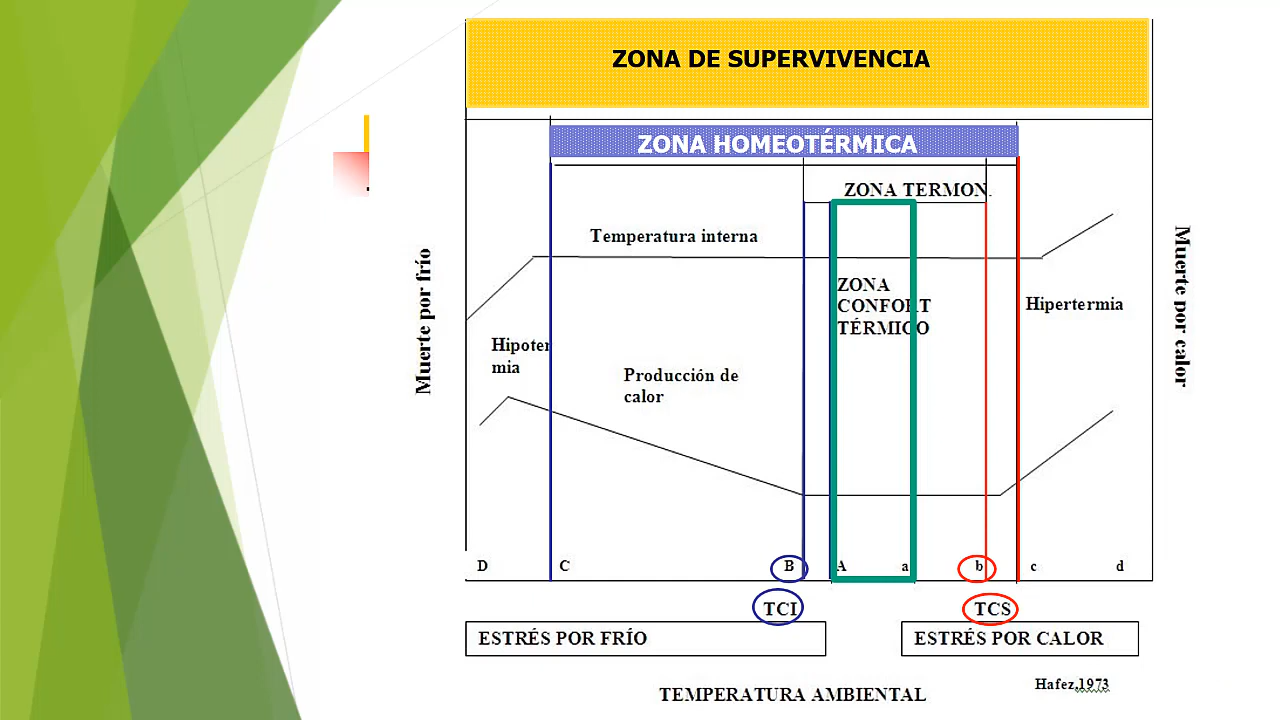 ZONA DE SUPERVIVENCIA
ZONA HOMEOTÉRMICA
ZONA TERMON.
Temperatura interna
ZONA
CONFORT
TÉRMICO
Muerte por frío
Muerte por calor
Hipertermia
Hipoter
mia
Producción de
calor
D C B A a b c d
TCI TCS
ESTRÉS POR FRÍO
ESTRÉS POR CALOR
Hafez,1973
TEMPERATURA AMBIENTAL